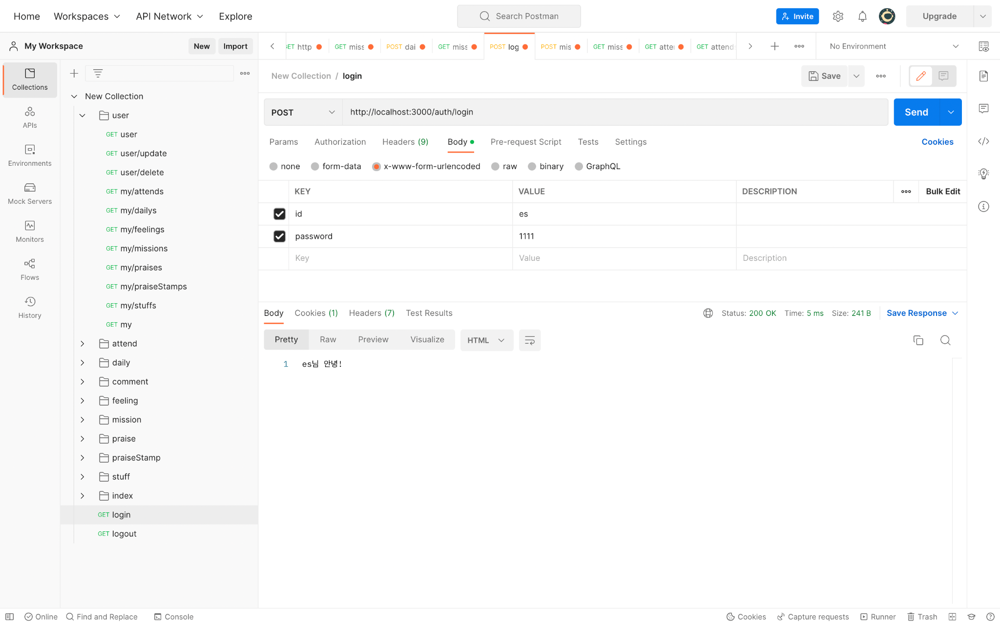 Home Workspaces API Network Explore Search Postman Invite Upgrade
My Workspace New Import
GET http GET miss POST dai GET miss POST log POST mis GET miss GET atte GET attend No Environment
Collections
APIs
Environments
Mock Servers
Monitors
Flows
History
New Collection
user
GET user
GET user/update
GET user/delete
GET my/attends
GET my/dailys
GET my/feelings
GET my/missions
GET my/praises
GET my/praiseStamps
GET my/stuffs
GET my
attend
daily
comment
feeling
mission
praise
praiseStamp
stuff
index
GET login
GET logout
New Collection / login Save
POST http://localhost:3000/auth/login Send
Params Authorization Headers (9) Body Pre-request Script Tests Settings Cookies
none form-data x-www-form-urlencoded raw binary GraphQL
KEY VALUE DESCRIPTION Bulk Edit
id es
password 1111
Key Value Description
Body Cookies (1) Headers (7) Test Results Status: 200 OK Time: 5 ms Size: 241 B Save Response
Pretty Raw Preview Visualize HTML
1 es님 안녕!
Online Find and Replace Console Cookies Capture requests Runner Trash